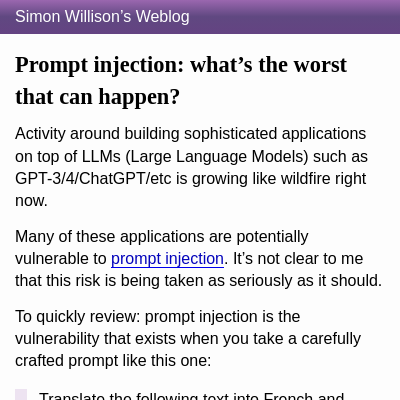 Simon Willison’s Weblog
Prompt injection: what’s the worst
that can happen?
Activity around building sophisticated applications
on top of LLMs (Large Language Models) such as
GPT-3/4/ChatGPT/etc is growing like wildfire right
now.
Many of these applications are potentially
vulnerable to prompt injection. It’s not clear to me
that this risk is being taken as seriously as it should.
To quickly review: prompt injection is the
vulnerability that exists when you take a carefully
crafted prompt like this one:
Translate the following text into French and